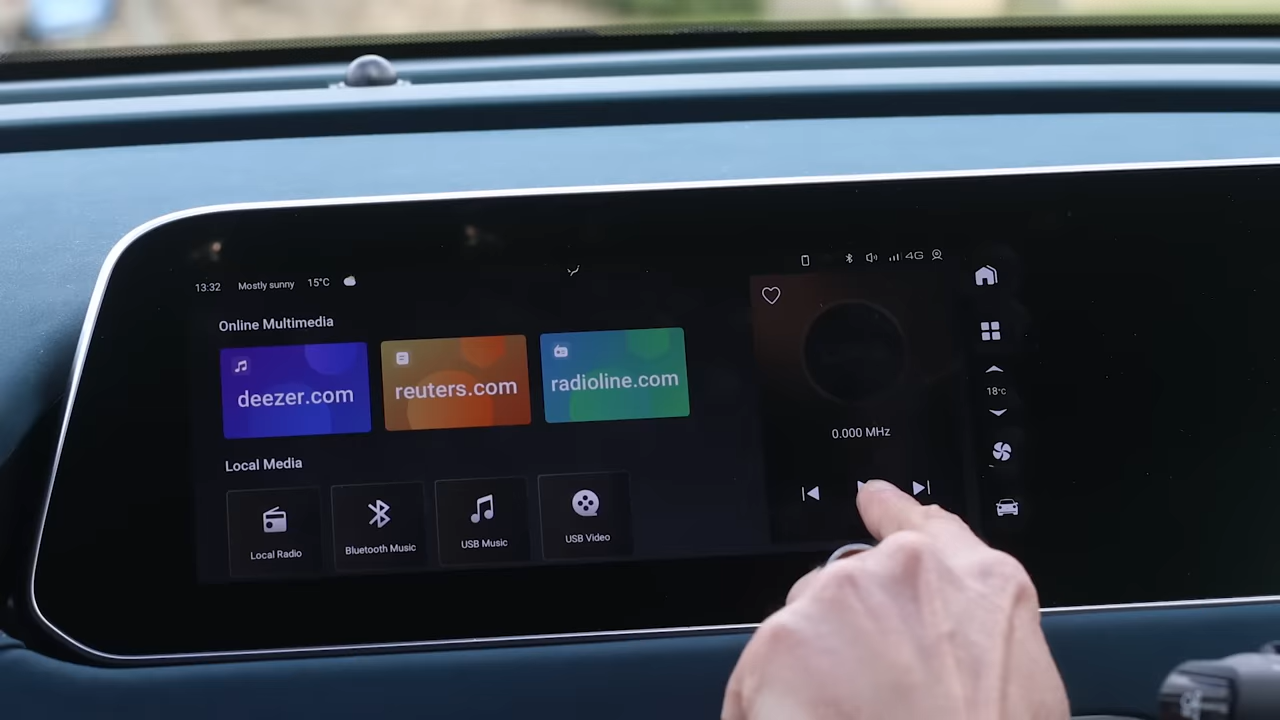 13:32 Mostly sunny 15°C
4G
Online Multimedia
deezer.com
reuters.com
radioline.com
18°C
0.000 MHz
Local Media
Local Radio
Bluetooth Music
USB Music
USB Video